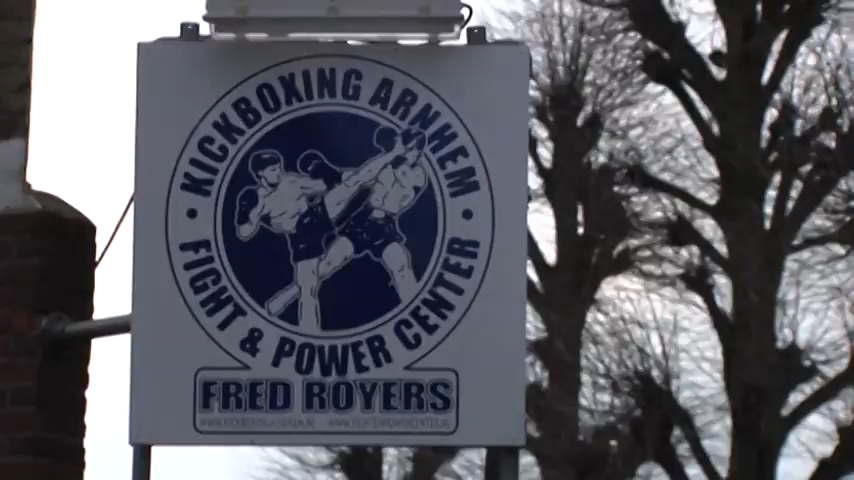 KICKBOXING ARNHEM
• FIGHT & POWER CENTER •
FRED ROYERS